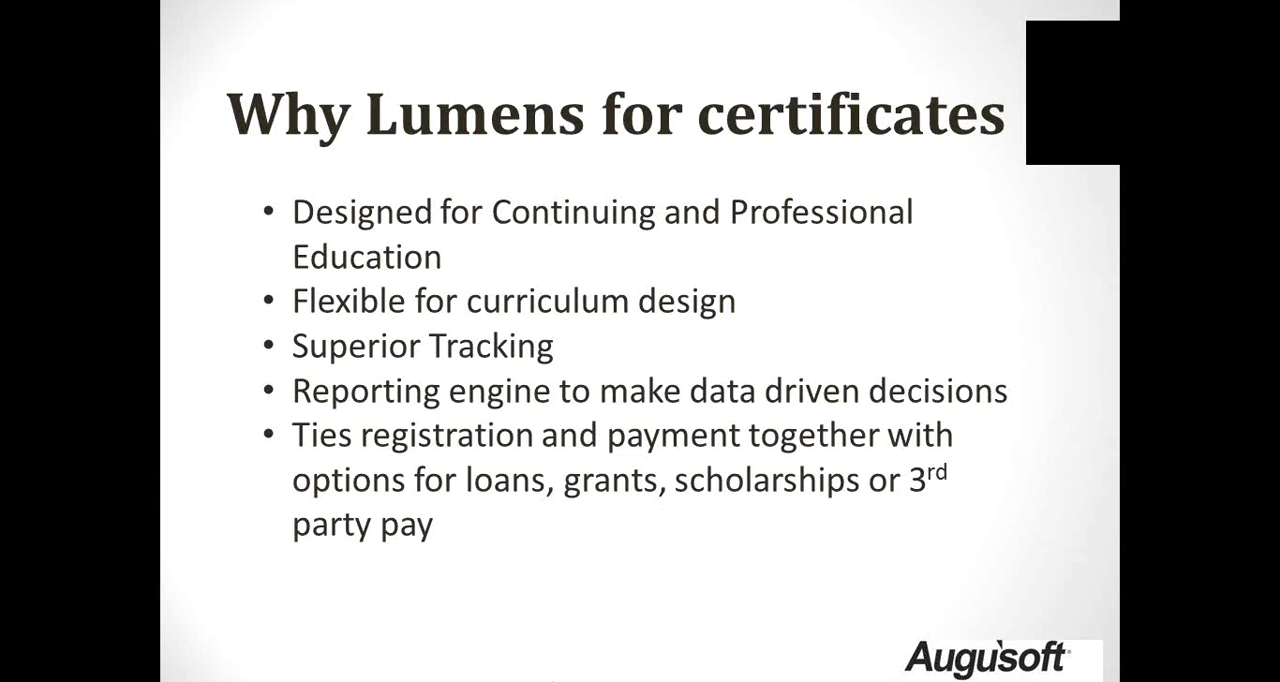 Why Lumens for certificates
• Designed for Continuing and Professional
Education
• Flexible for curriculum design
• Superior Tracking
• Reporting engine to make data driven decisions
• Ties registration and payment together with
options for loans, grants, scholarships or 3rd
party pay
Augusoft